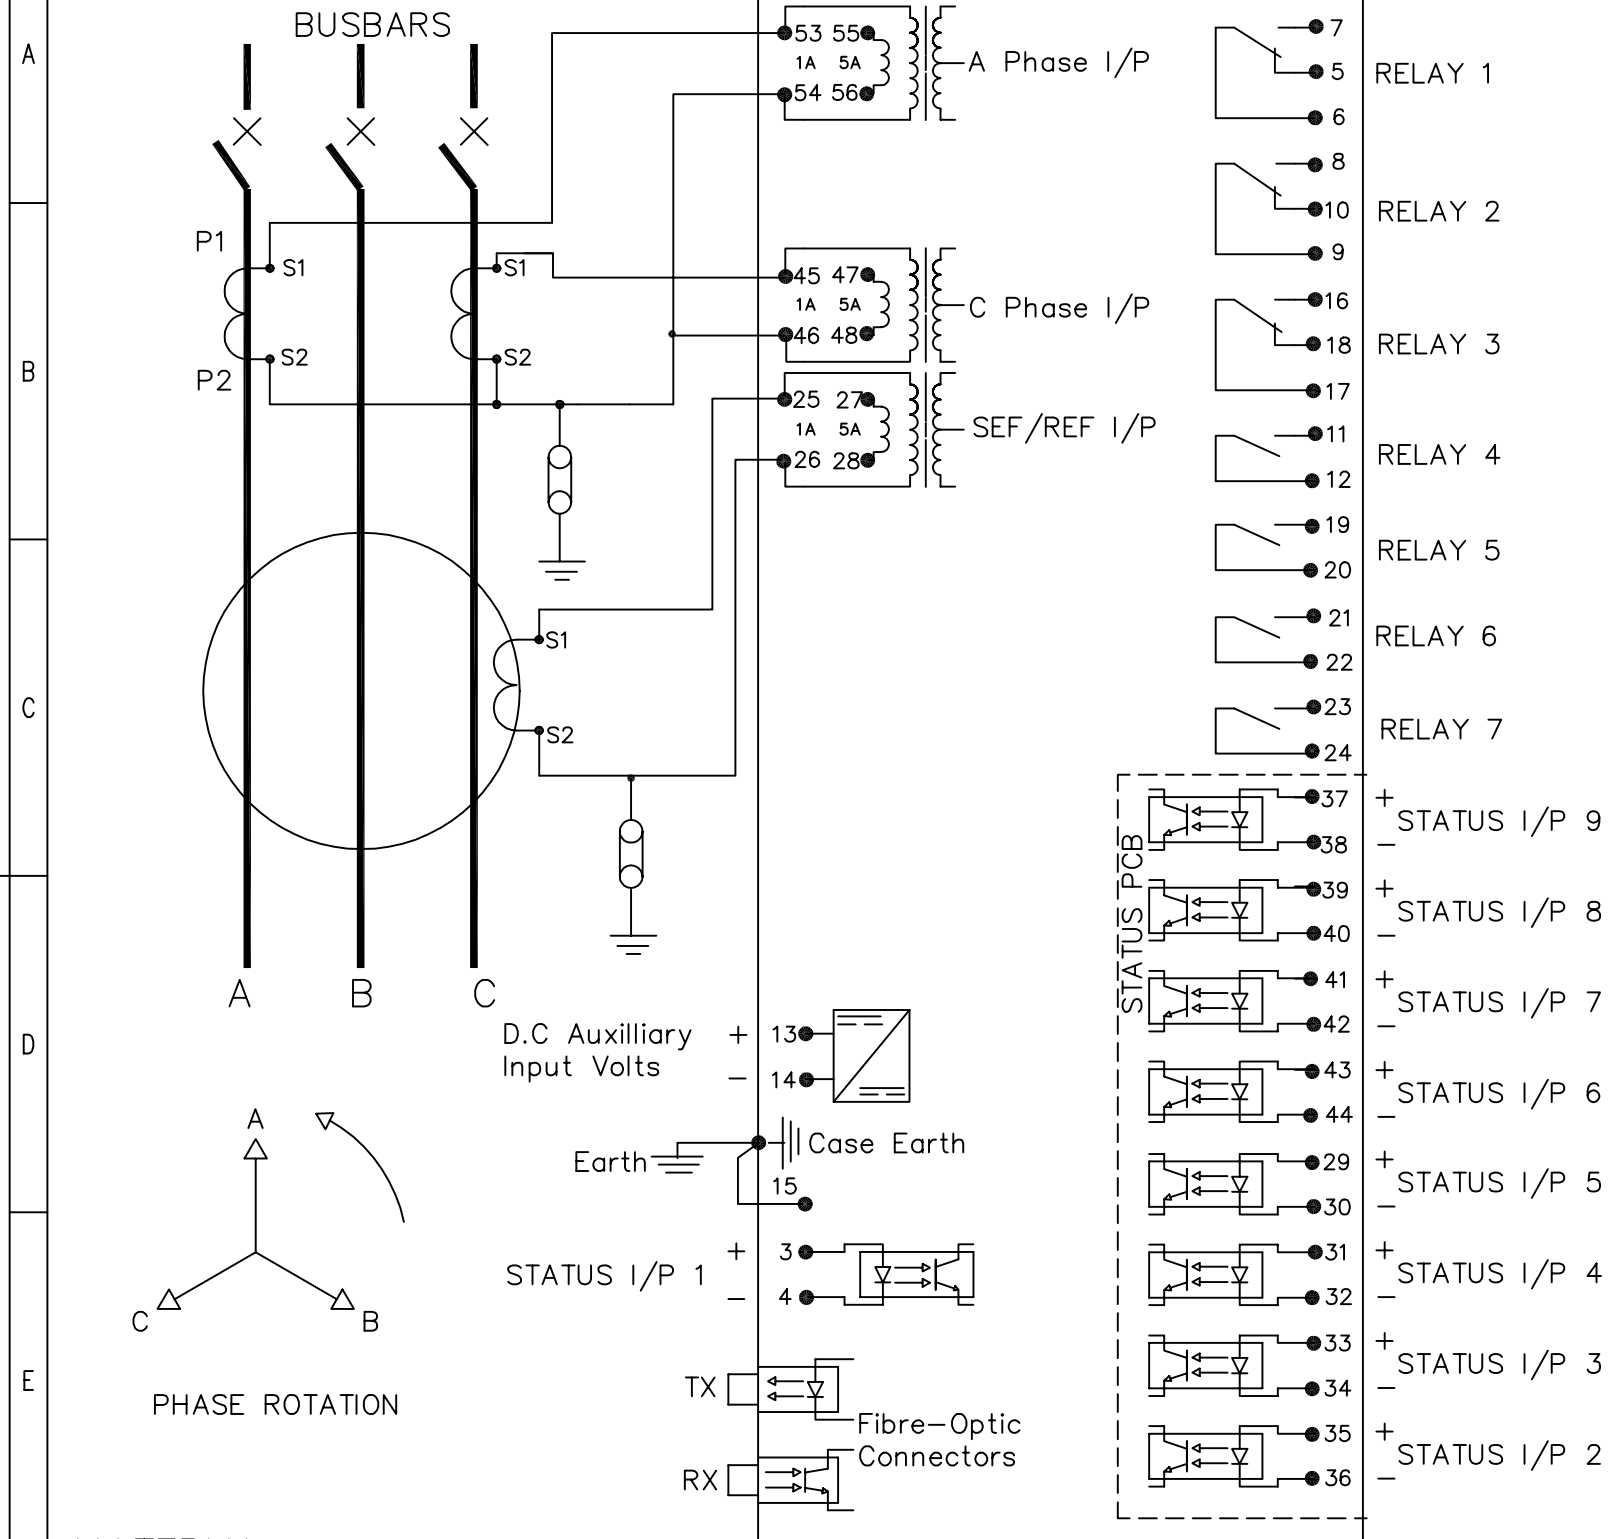 A
B
C
D
E
BUSBARS
P1
S1
S1
P2
S2
S2
S1
S2
A B C
53 55
1A 5A
54 56
A Phase I/P
45 47
1A 5A
46 48
C Phase I/P
25 27
1A 5A
26 28
SEF/REF I/P
D.C Auxilliary
Input Volts
+ 13
− 14
Earth
Case Earth
15
STATUS I/P 1
+ 3
− 4
TX
RX
Fibre-Optic
Connectors
A
C
B
PHASE ROTATION
7
5
6
RELAY 1
8
10
9
RELAY 2
16
18
17
RELAY 3
11
12
RELAY 4
19
20
RELAY 5
21
22
RELAY 6
23
24
RELAY 7
STATUS PCB
37 +
38 −
STATUS I/P 9
39 +
40 −
STATUS I/P 8
41 +
42 −
STATUS I/P 7
43 +
44 −
STATUS I/P 6
29 +
30 −
STATUS I/P 5
31 +
32 −
STATUS I/P 4
33 +
34 −
STATUS I/P 3
35 +
36 −
STATUS I/P 2